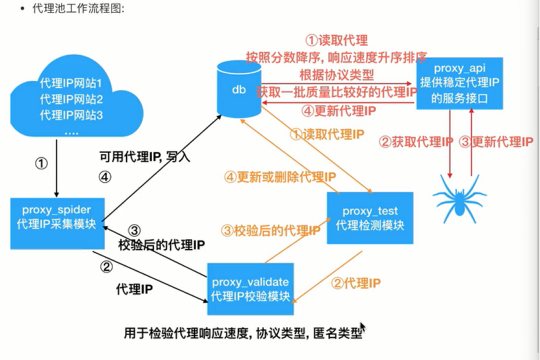 代理池工作流程图:
①读取代理
按照分数降序, 响应速度升序排序
根据协议类型
获取一批质量比较好的代理IP
④更新代理IP
代理IP网站1
代理IP网站2
代理IP网站3
....
db
proxy_api
提供稳定代理IP
的服务接口
①读取代理IP
②获取代理IP
③更新代理IP
①
可用代理IP, 写入
④
④更新或删除代理IP
proxy_spider
代理IP采集模块
③
校验后的代理IP
③校验后的代理IP
proxy_test
代理检测模块
②
代理IP
proxy_validate
代理IP校验模块
②代理IP
用于检验代理响应速度, 协议类型, 匿名类型